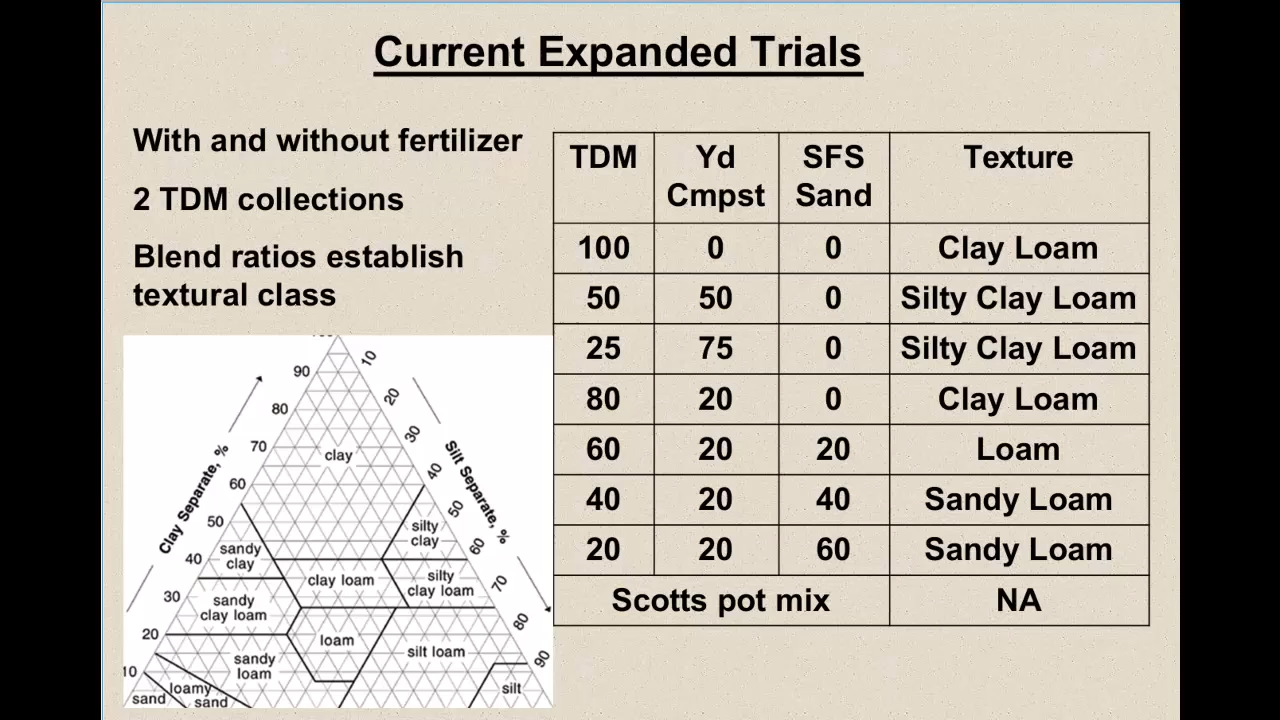 Current Expanded Trials
With and without fertilizer
2 TDM collections
Blend ratios establish
textural class
TDM Yd Cmpst SFS Sand Texture
100 0 0 Clay Loam
50 50 0 Silty Clay Loam
25 75 0 Silty Clay Loam
80 20 0 Clay Loam
60 20 20 Loam
40 20 40 Sandy Loam
20 20 60 Sandy Loam
Scotts pot mix NA
Clay Separate, %
Silt Separate, %
90
80
70
60
50
40
30
20
10
10
20
30
40
50
60
70
80
90
clay
silty
clay
sandy
clay
clay loam
silty
clay loam
sandy
clay loam
loam
silt loam
sandy
loam
silt
loamy
sand
sand